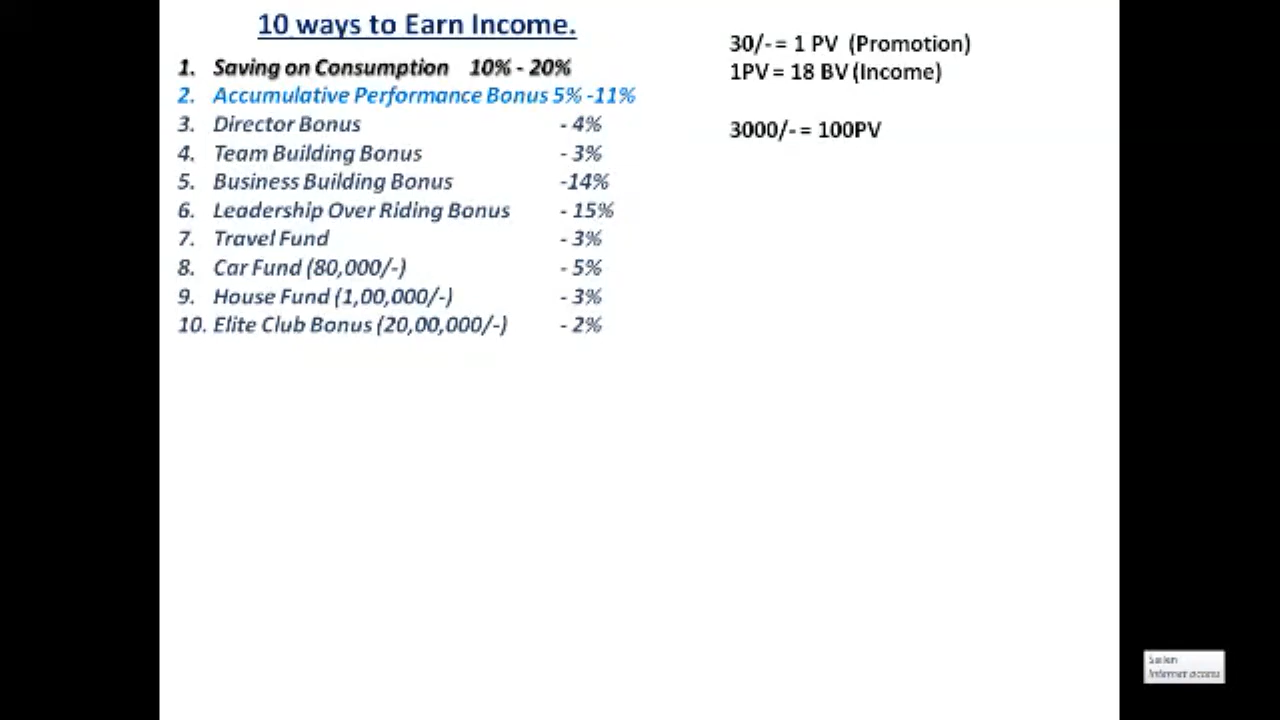 10 ways to Earn Income.
1. Saving on Consumption 10% - 20%
2. Accumulative Performance Bonus 5% -11%
3. Director Bonus - 4%
4. Team Building Bonus - 3%
5. Business Building Bonus -14%
6. Leadership Over Riding Bonus - 15%
7. Travel Fund - 3%
8. Car Fund (80,000/-) - 5%
9. House Fund (1,00,000/-) - 3%
10. Elite Club Bonus (20,00,000/-) - 2%
30/- = 1 PV (Promotion)
1PV = 18 BV (Income)
3000/- = 100PV
Internet access